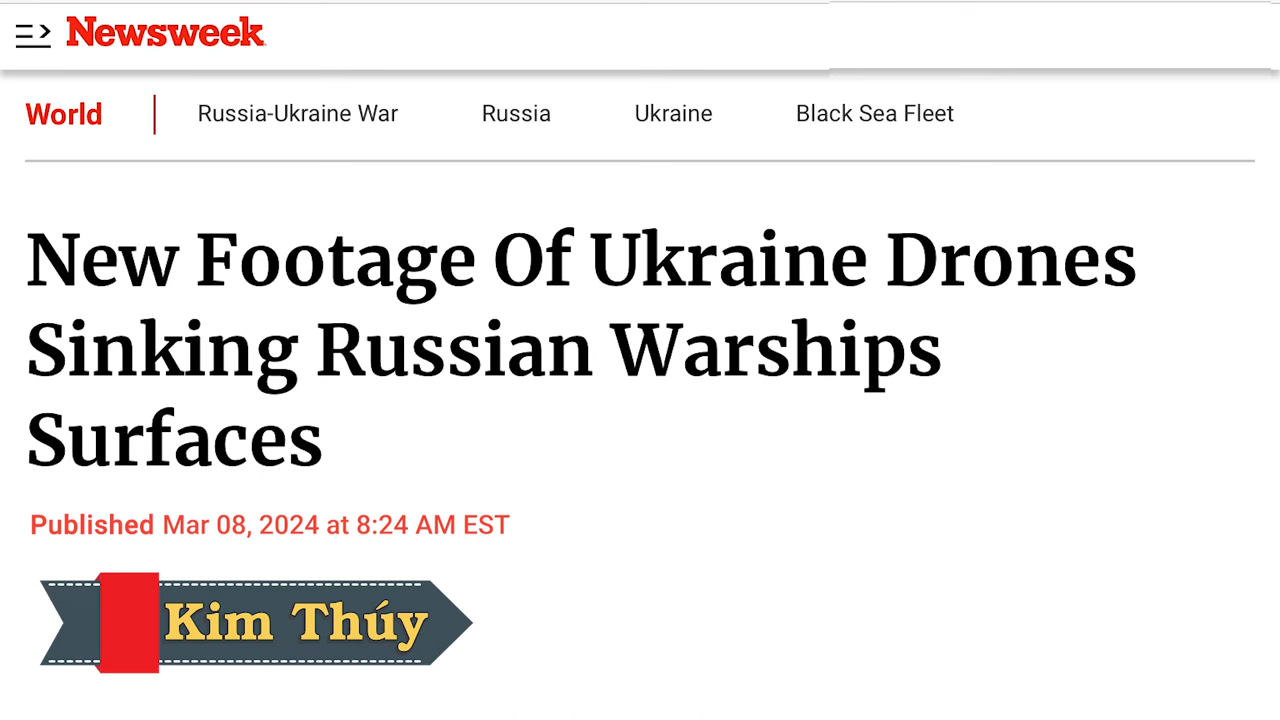 Newsweek
World
Russia-Ukraine War Russia Ukraine Black Sea Fleet
New Footage Of Ukraine Drones
Sinking Russian Warships
Surfaces
Published Mar 08, 2024 at 8:24 AM EST
Kim Thúy